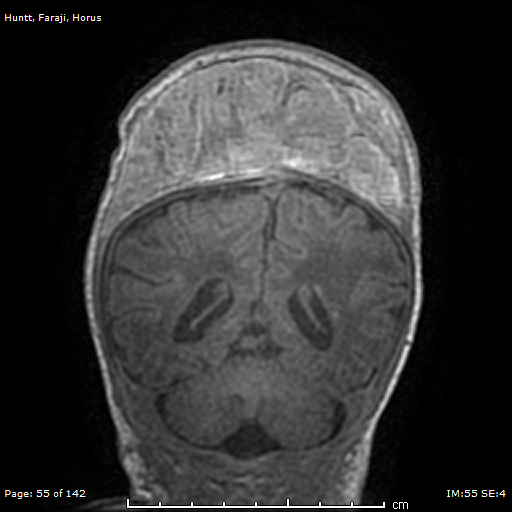 Huntt, Faraji, Horus
cm
Page: 55 of 142
IM:55 SE:4